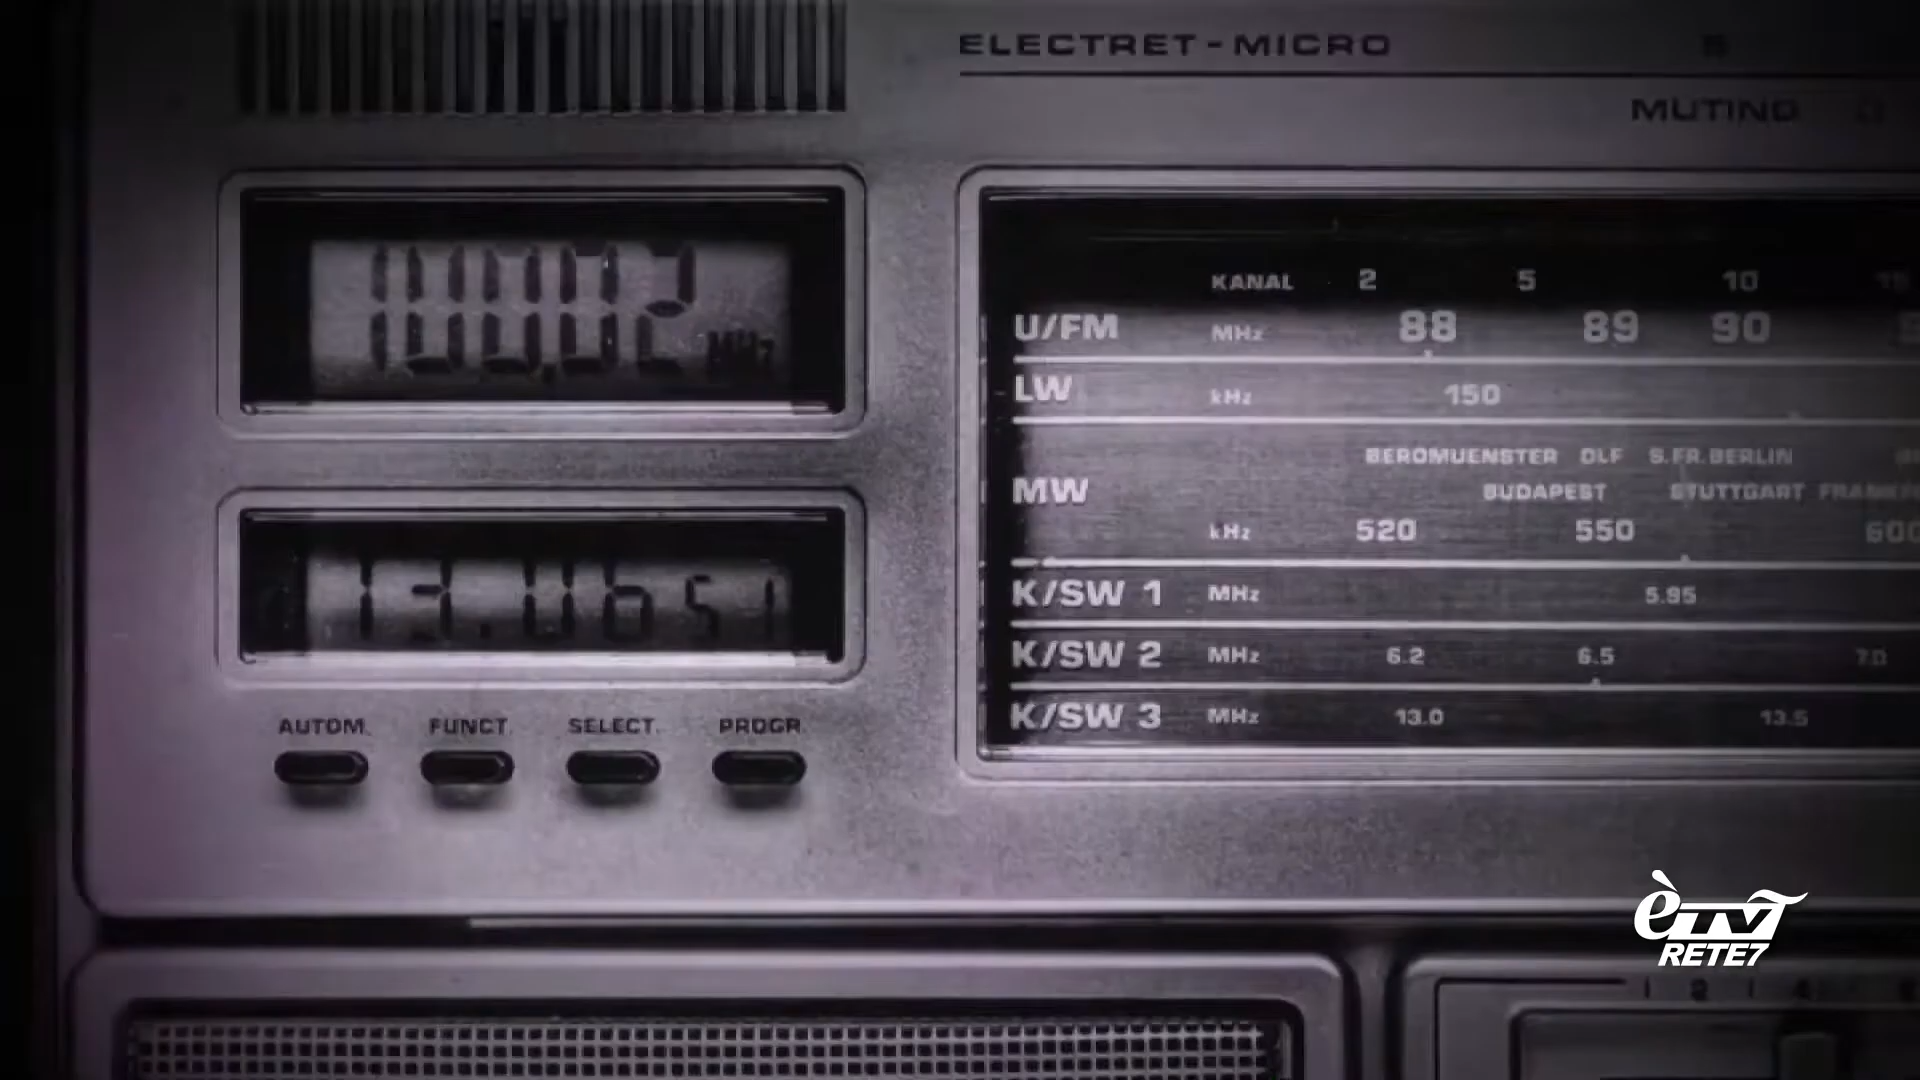 ELECTRET-MICRO
MUTING
MHz
KANAL 2 5 10
U/FM MHz 88 89 90
LW kHz 150
BEROMUENSTER DLF S.FR.BERLIN
MW BUDAPEST STUTTGART
kHz 520 550 600
K/SW 1 MHz 5.95
K/SW 2 MHz 6.2 6.5 7.0
K/SW 3 MHz 13.0 13.5
AUTOM. FUNCT. SELECT. PROGR.
èTV
RETE7